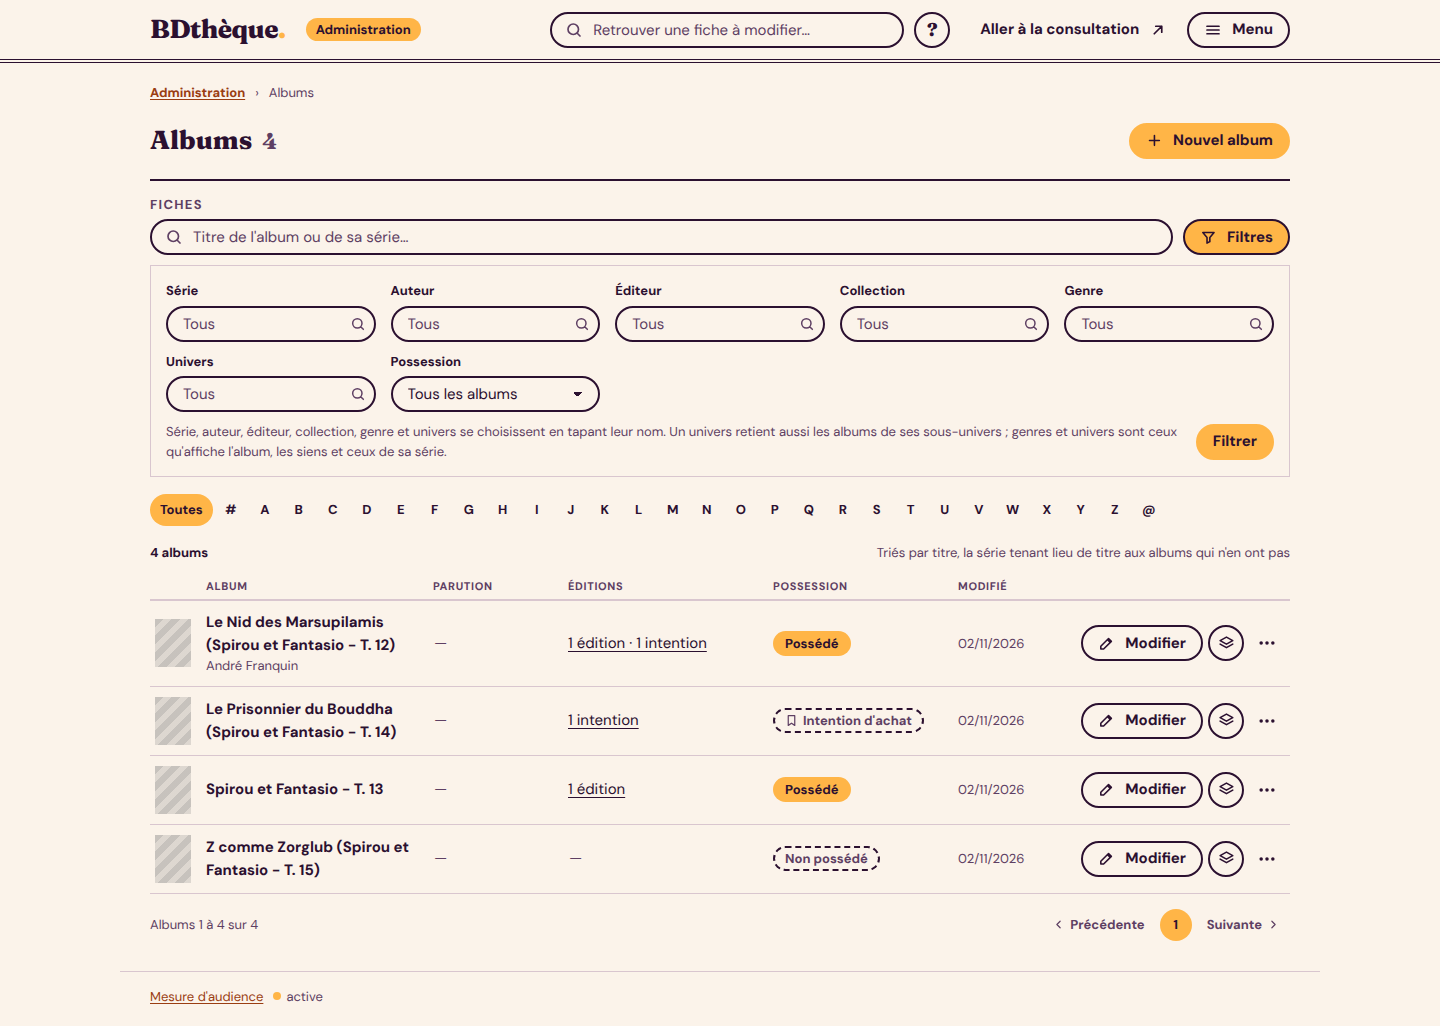 BDthèque. Administration Retrouver une fiche à modifier... ? Aller à la consultation Menu
Administration › Albums
Albums 4 Nouvel album
FICHES
Titre de l'album ou de sa série... Filtres
Série Auteur Éditeur Collection Genre
Tous Tous Tous Tous Tous
Univers Possession
Tous Tous les albums
Série, auteur, éditeur, collection, genre et univers se choisissent en tapant leur nom. Un univers retient aussi les albums de ses sous-univers ; genres et univers sont ceux
qu'affiche l'album, les siens et ceux de sa série.
Filtrer
Toutes # A B C D E F G H I J K L M N O P Q R S T U V W X Y Z @
4 albums Triés par titre, la série tenant lieu de titre aux albums qui n'en ont pas
ALBUM PARUTION ÉDITIONS POSSESSION MODIFIÉ
Le Nid des Marsupilamis
(Spirou et Fantasio - T. 12)
André Franquin
— 1 édition · 1 intention Possédé 02/11/2026 Modifier
Le Prisonnier du Bouddha
(Spirou et Fantasio - T. 14)
— 1 intention Intention d'achat 02/11/2026 Modifier
Spirou et Fantasio - T. 13 — 1 édition Possédé 02/11/2026 Modifier
Z comme Zorglub (Spirou et
Fantasio - T. 15)
— — Non possédé 02/11/2026 Modifier
Albums 1 à 4 sur 4 ‹ Précédente 1 Suivante ›
Mesure d'audience active